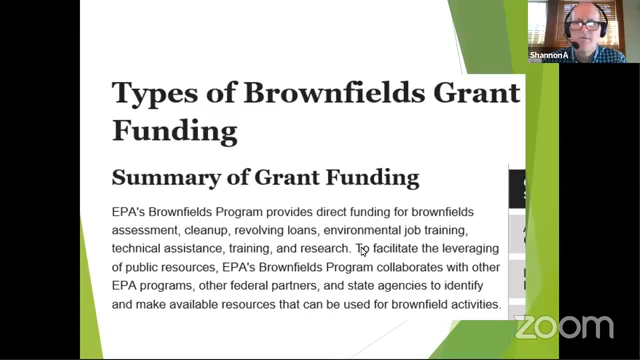 Shannon A
Types of Brownfields Grant
Funding
Summary of Grant Funding
EPA's Brownfields Program provides direct funding for brownfields
assessment, cleanup, revolving loans, environmental job training,
technical assistance, training, and research. To facilitate the leveraging
of public resources, EPA's Brownfields Program collaborates with other
EPA programs, other federal partners, and state agencies to identify
and make available resources that can be used for brownfield activities.
zoom